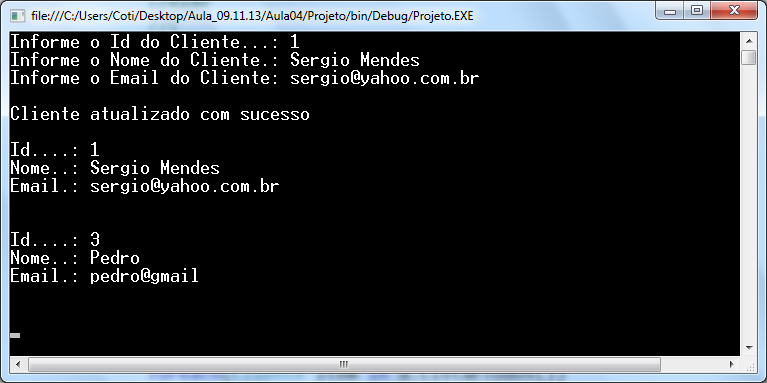 file:///C:/Users/Coti/Desktop/Aula_09.11.13/Aula04/Projeto/bin/Debug/Projeto.EXE
Informe o Id do Cliente...: 1
Informe o Nome do Cliente.: Sergio Mendes
Informe o Email do Cliente: sergio@yahoo.com.br
Cliente atualizado com sucesso
Id....: 1
Nome..: Sergio Mendes
Email.: sergio@yahoo.com.br
Id....: 3
Nome..: Pedro
Email.: pedro@gmail